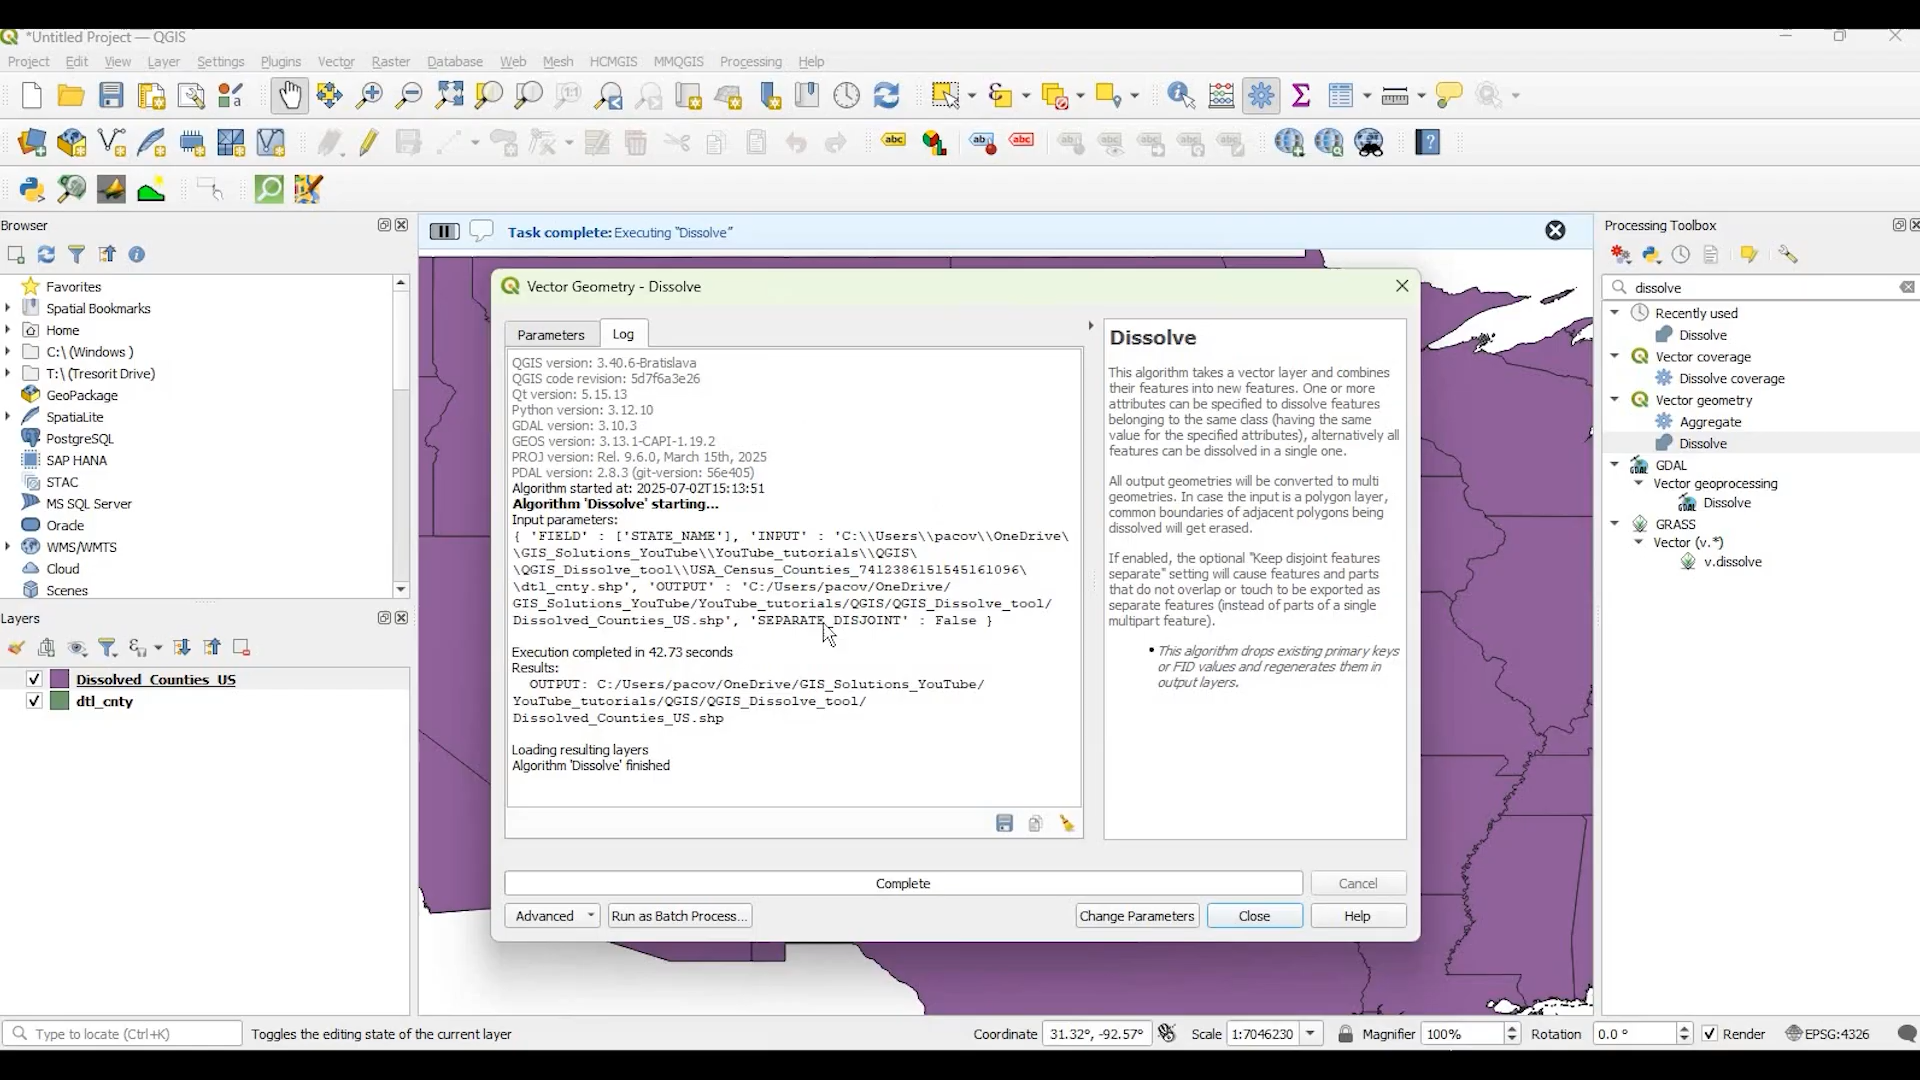 *Untitled Project — QGIS
Project Edit View Layer Settings Plugins Vector Raster Database Web Mesh HCMGIS MMQGIS Processing Help
Browser
Favorites
Spatial Bookmarks
Home
C:\ (Windows )
T:\ (Tresorit Drive)
GeoPackage
SpatiaLite
PostgreSQL
SAP HANA
STAC
MS SQL Server
Oracle
WMS/WMTS
Cloud
Scenes
Layers
Dissolved_Counties_US
dtl_cnty
Task complete: Executing "Dissolve"
Vector Geometry - Dissolve
Parameters Log
QGIS version: 3.40.6-Bratislava
QGIS code revision: 5d7f6a3e26
Qt version: 5.15.13
Python version: 3.12.10
GDAL version: 3.10.3
GEOS version: 3.13.1-CAPI-1.19.2
PROJ version: Rel. 9.6.0, March 15th, 2025
PDAL version: 2.8.3 (git-version: 56e405)
Algorithm started at: 2025-07-02T15:13:51
Algorithm 'Dissolve' starting...
Input parameters:
{ 'FIELD' : ['STATE_NAME'], 'INPUT' : 'C:\\Users\\pacov\\OneDrive\
\GIS_Solutions_YouTube\\YouTube_tutorials\\QGIS\
\QGIS_Dissolve_tool\\USA_Census_Counties_7412386151545161096\
\dtl_cnty.shp', 'OUTPUT' : 'C:/Users/pacov/OneDrive/
GIS_Solutions_YouTube/YouTube_tutorials/QGIS/QGIS_Dissolve_tool/
Dissolved_Counties_US.shp', 'SEPARATE_DISJOINT' : False }
Execution completed in 42.73 seconds
Results:
OUTPUT: C:/Users/pacov/OneDrive/GIS_Solutions_YouTube/
YouTube_tutorials/QGIS/QGIS_Dissolve_tool/
Dissolved_Counties_US.shp
Loading resulting layers
Algorithm 'Dissolve' finished
Dissolve
This algorithm takes a vector layer and combines
their features into new features. One or more
attributes can be specified to dissolve features
belonging to the same class (having the same
value for the specified attributes), alternatively all
features can be dissolved in a single one.
All output geometries will be converted to multi
geometries. In case the input is a polygon layer,
common boundaries of adjacent polygons being
dissolved will get erased.
If enabled, the optional "Keep disjoint features
separate" setting will cause features and parts
that do not overlap or touch to be exported as
separate features (instead of parts of a single
multipart feature).
• This algorithm drops existing primary keys
or FID values and regenerates them in
output layers.
Complete
Cancel
Advanced
Run as Batch Process...
Change Parameters
Close
Help
Processing Toolbox
dissolve
Recently used
Dissolve
Vector coverage
Dissolve coverage
Vector geometry
Aggregate
Dissolve
GDAL
Vector geoprocessing
Dissolve
GRASS
Vector (v.*)
v.dissolve
Type to locate (Ctrl+K) Toggles the editing state of the current layer Coordinate 31.32°, -92.57° Scale 1:7046230 Magnifier 100% Rotation 0.0 ° Render EPSG:4326